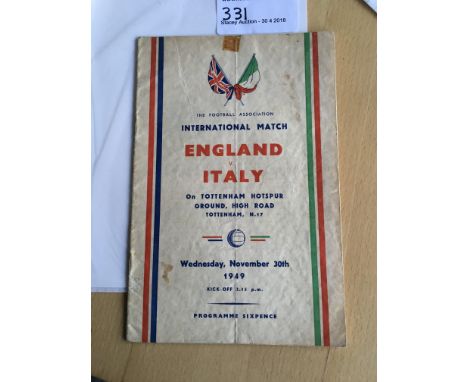 331
Stacey Auction - 30 4 2018
THE FOOTBALL ASSOCIATION
INTERNATIONAL MATCH
ENGLAND
v.
ITALY
On TOTTENHAM HOTSPUR
GROUND, HIGH ROAD
TOTTENHAM, N.17
Wednesday, November 30th
1949
KICK OFF 2.15 p.m.
PROGRAMME SIXPENCE